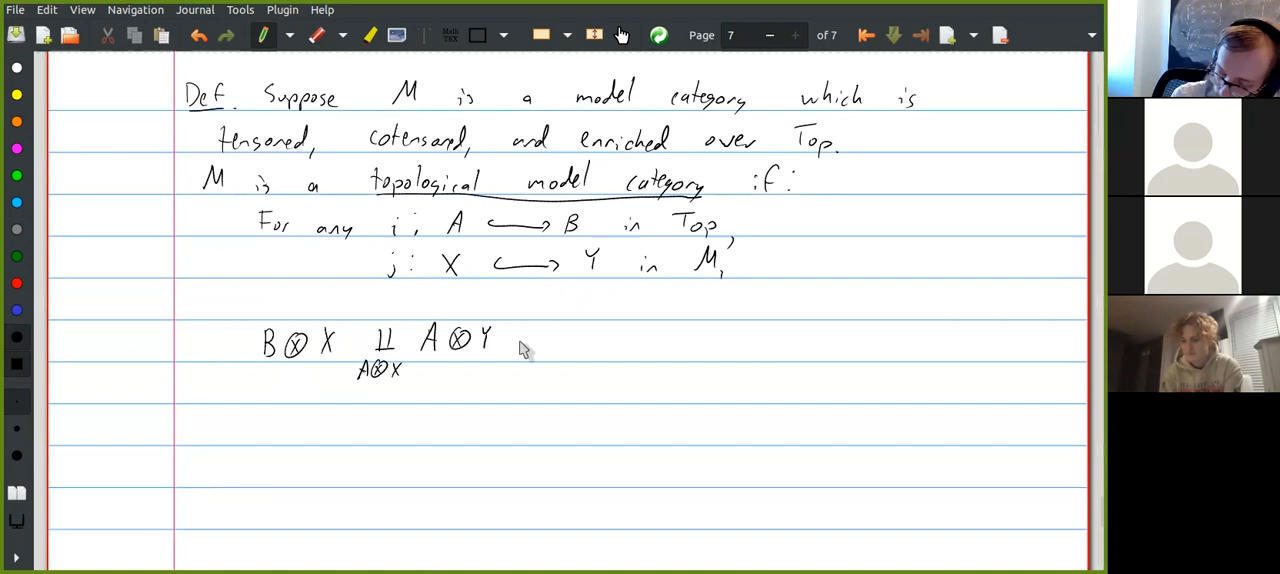 File Edit View Navigation Journal Tools Plugin Help
Page 7 of 7
Def. Suppose M is a model category which is
tensored, cotensored, and enriched over Top.
M is a topological model category if:
For any i: A ↪ B in Top,
j: X ↪ Y in M,
B⊗X ⨿ A⊗Y
A⊗X